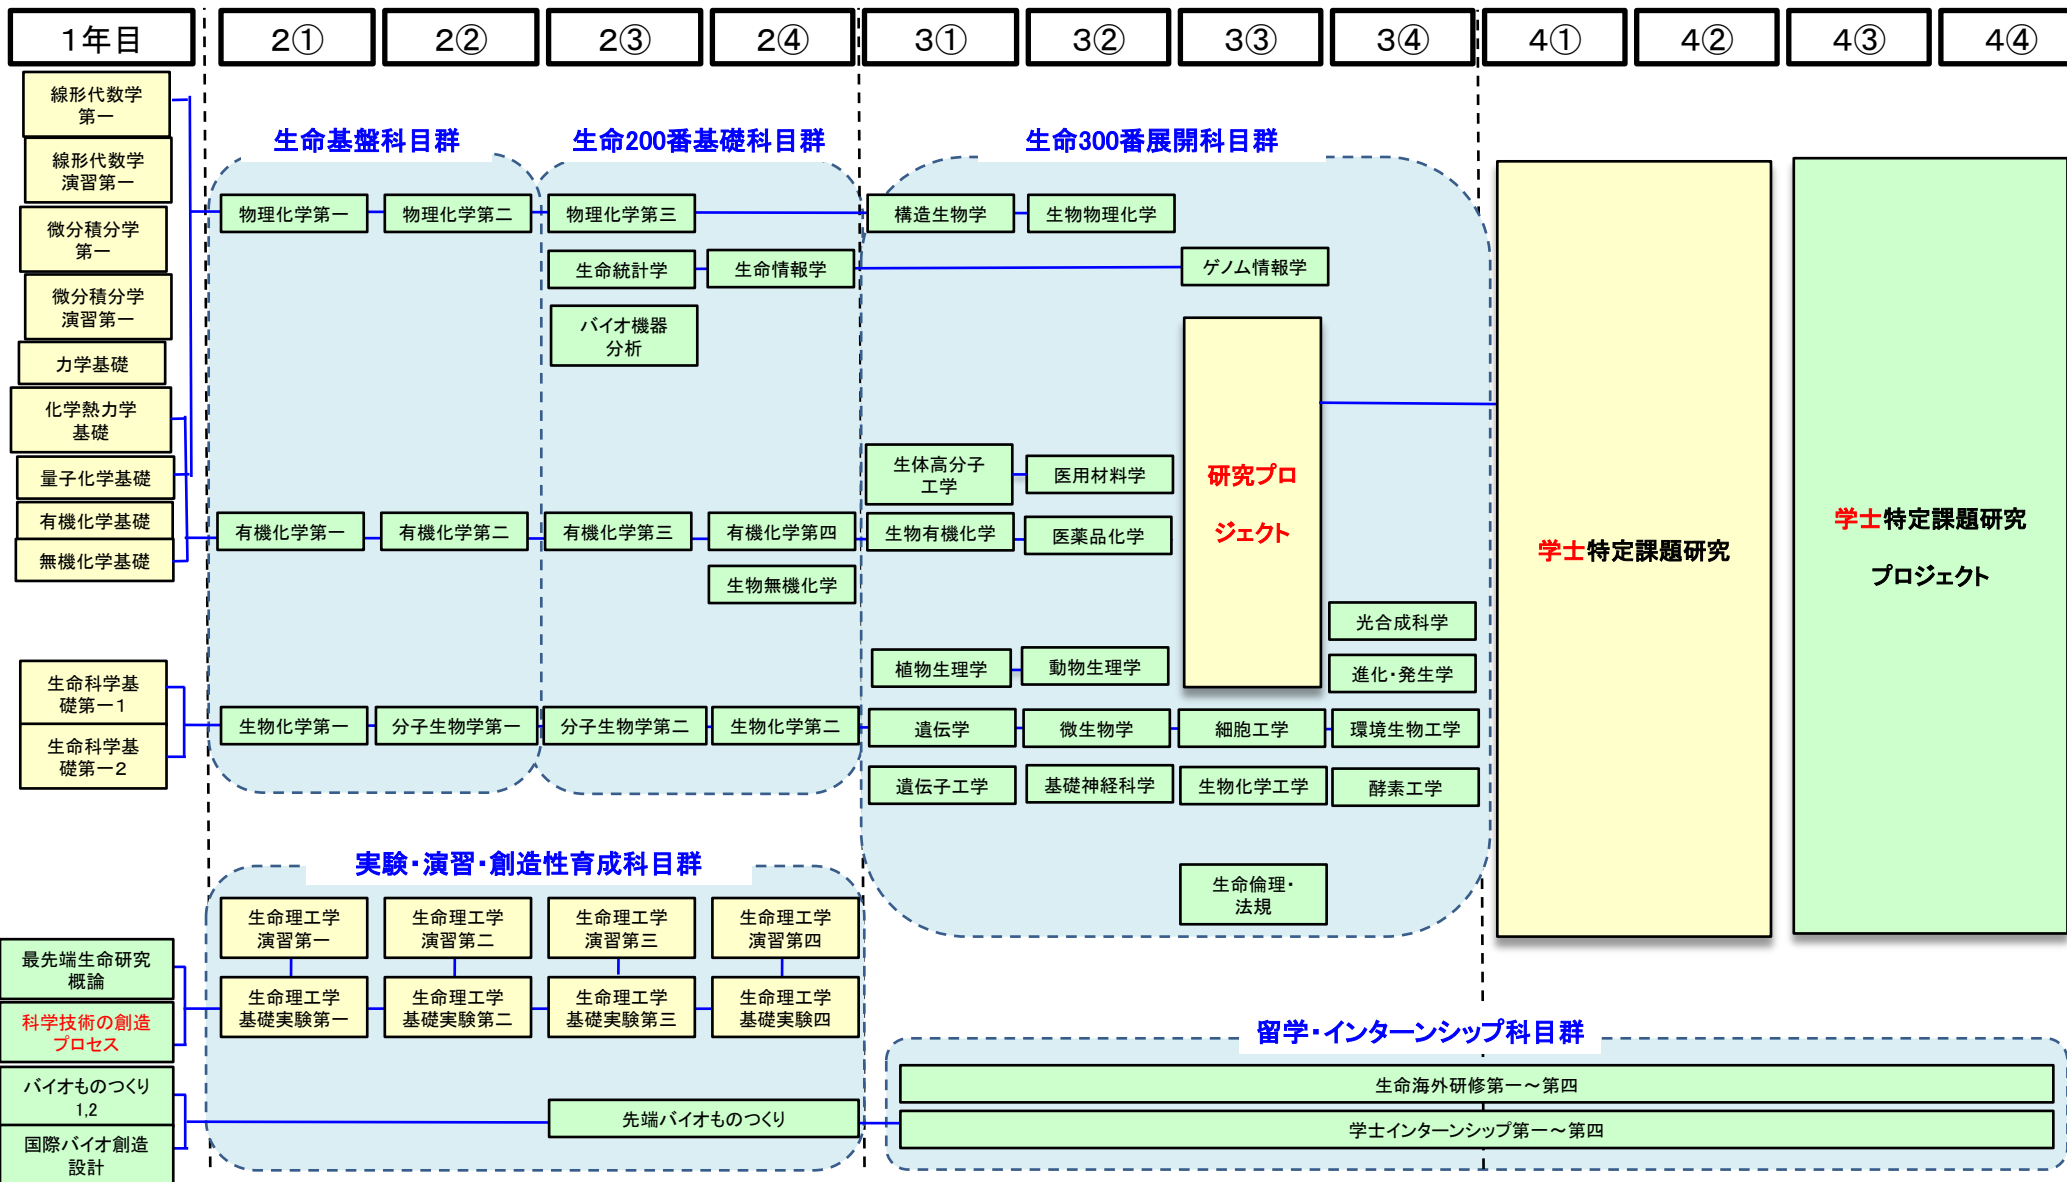 1年目
2①
2②
2③
2④
3①
3②
3③
3④
4①
4②
4③
4④
線形代数学
第一
線形代数学
演習第一
微分積分学
第一
微分積分学
演習第一
力学基礎
化学熱力学
基礎
量子化学基礎
有機化学基礎
無機化学基礎
生命科学基
礎第一1
生命科学基
礎第一2
最先端生命研究
概論
科学技術の創造
プロセス
バイオものつくり
1,2
国際バイオ創造
設計
生命基盤科目群
生命200番基礎科目群
生命300番展開科目群
物理化学第一
物理化学第二
物理化学第三
構造生物学
生物物理化学
生命統計学
生命情報学
ゲノム情報学
バイオ機器
分析
生体高分子
工学
医用材料学
研究プロ
ジェクト
有機化学第一
有機化学第二
有機化学第三
有機化学第四
生物有機化学
医薬品化学
生物無機化学
光合成科学
植物生理学
動物生理学
進化・発生学
生物化学第一
分子生物学第一
分子生物学第二
生物化学第二
遺伝学
微生物学
細胞工学
環境生物工学
遺伝子工学
基礎神経科学
生物化学工学
酵素工学
生命倫理・
法規
学士特定課題研究
学士特定課題研究
プロジェクト
実験・演習・創造性育成科目群
生命理工学
演習第一
生命理工学
演習第二
生命理工学
演習第三
生命理工学
演習第四
生命理工学
基礎実験第一
生命理工学
基礎実験第二
生命理工学
基礎実験第三
生命理工学
基礎実験四
先端バイオものつくり
留学・インターンシップ科目群
生命海外研修第一～第四
学士インターンシップ第一～第四